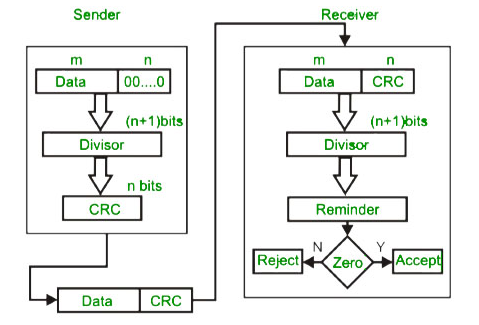 Sender
m n
Data 00....0
(n+1)bits
Divisor
n bits
CRC
Data CRC
Receiver
m n
Data CRC
(n+1)bits
Divisor
Reminder
N Y
Reject Zero Accept